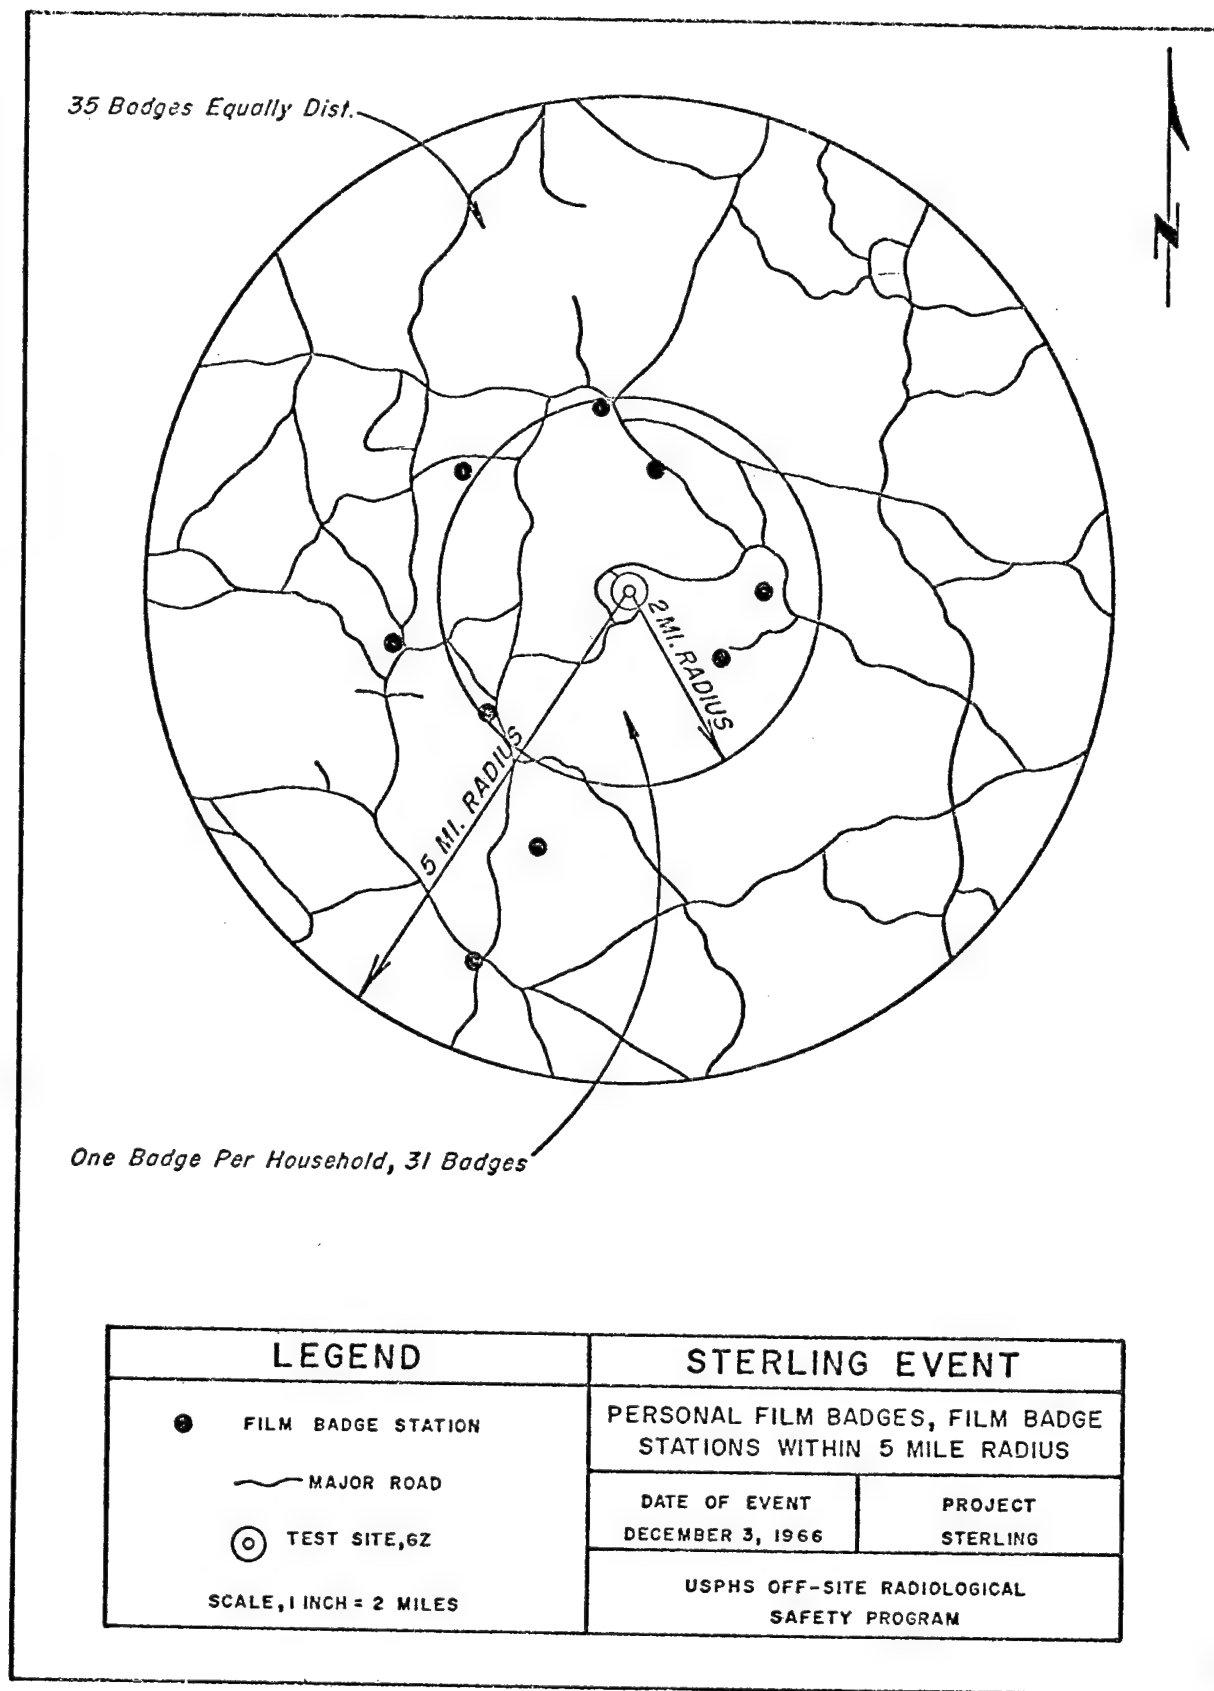 35 Badges Equally Dist.
N
2 MI. RADIUS
5 MI. RADIUS
One Badge Per Household, 31 Badges
LEGEND
FILM BADGE STATION
MAJOR ROAD
TEST SITE, GZ
SCALE, 1 INCH = 2 MILES
STERLING EVENT
PERSONAL FILM BADGES, FILM BADGE
STATIONS WITHIN 5 MILE RADIUS
DATE OF EVENT
DECEMBER 3, 1966
PROJECT
STERLING
USPHS OFF-SITE RADIOLOGICAL
SAFETY PROGRAM